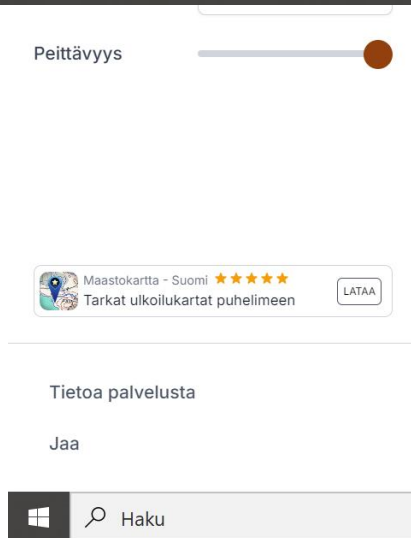 Peittävyys
Maastokartta - Suomi
Tarkat ulkoilukartat puhelimeen
LATAA
Tietoa palvelusta
Jaa
Haku